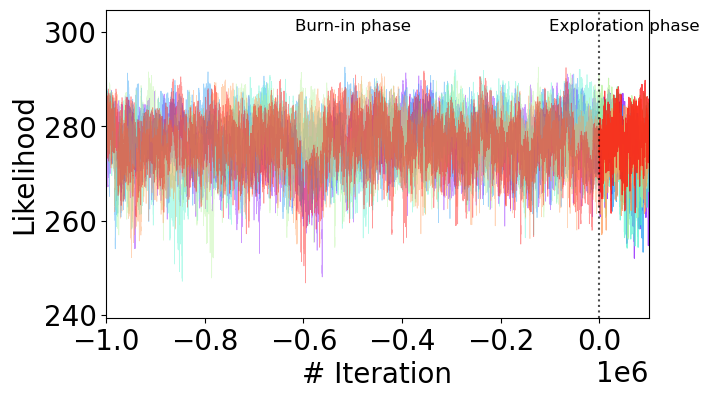 Burn-in phase
Exploration phase
300
280
260
240
Likelihood
−1.0 −0.8 −0.6 −0.4 −0.2 0.0
1e6
# Iteration